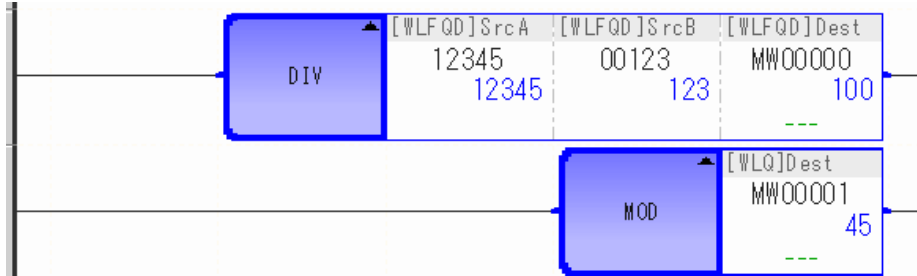 [WLFQD]SrcA [WLFQD]SrcB [WLFQD]Dest
DIV 12345 00123 MW00000
12345 123 100
---
[WLQ]Dest
MOD MW00001
45
---